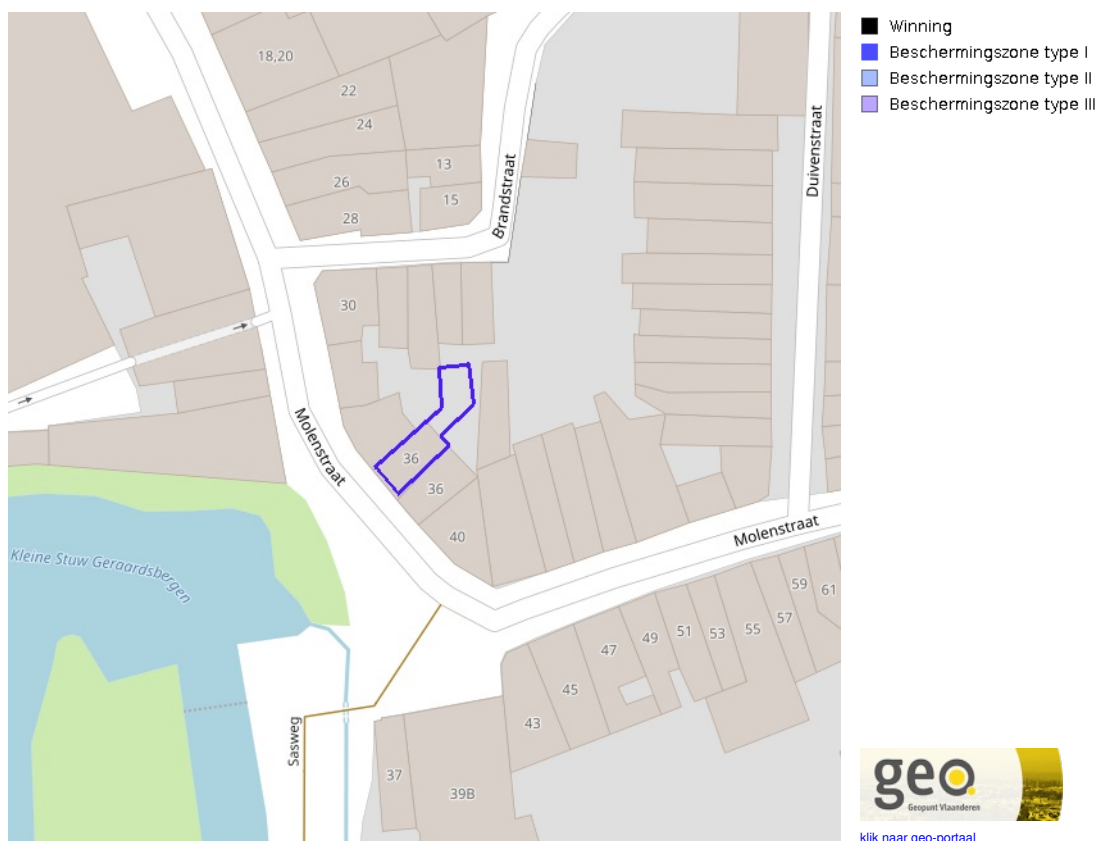 18,20
22
24
26
28
13
15
Brandstraat
Duivenstraat
30
Molenstraat
36
36
40
Molenstraat
Kleine Stuw Geraardsbergen
Sasweg
59
61
57
55
53
51
49
47
45
43
37
39B
Winning
Beschermingszone type I
Beschermingszone type II
Beschermingszone type III
geo.
Geopunt Vlaanderen
klik naar geo-portaal